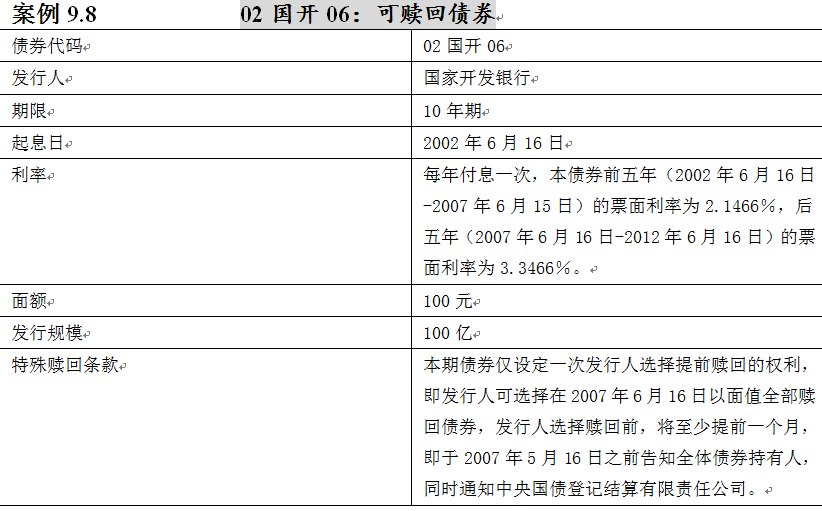 案例 9.8 02 国开 06：可赎回债券
债券代码 02 国开 06
发行人 国家开发银行
期限 10 年期
起息日 2002 年 6 月 16 日
利率 每年付息一次，本债券前五年（2002 年 6 月 16 日
-2007 年 6 月 15 日）的票面利率为 2.1466％，后
五年（2007 年 6 月 16 日-2012 年 6 月 16 日）的票
面利率为 3.3466％。
面额 100 元
发行规模 100 亿
特殊赎回条款 本期债券仅设定一次发行人选择提前赎回的权利，
即发行人可选择在 2007 年 6 月 16 日以面值全部赎
回债券，发行人选择赎回前，将至少提前一个月，
即于 2007 年 5 月 16 日之前告知全体债券持有人，
同时通知中央国债登记结算有限责任公司。